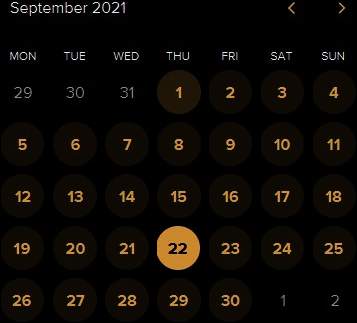 September 2021
MON TUE WED THU FRI SAT SUN
29 30 31 1 2 3 4
5 6 7 8 9 10 11
12 13 14 15 16 17 18
19 20 21 22 23 24 25
26 27 28 29 30 1 2